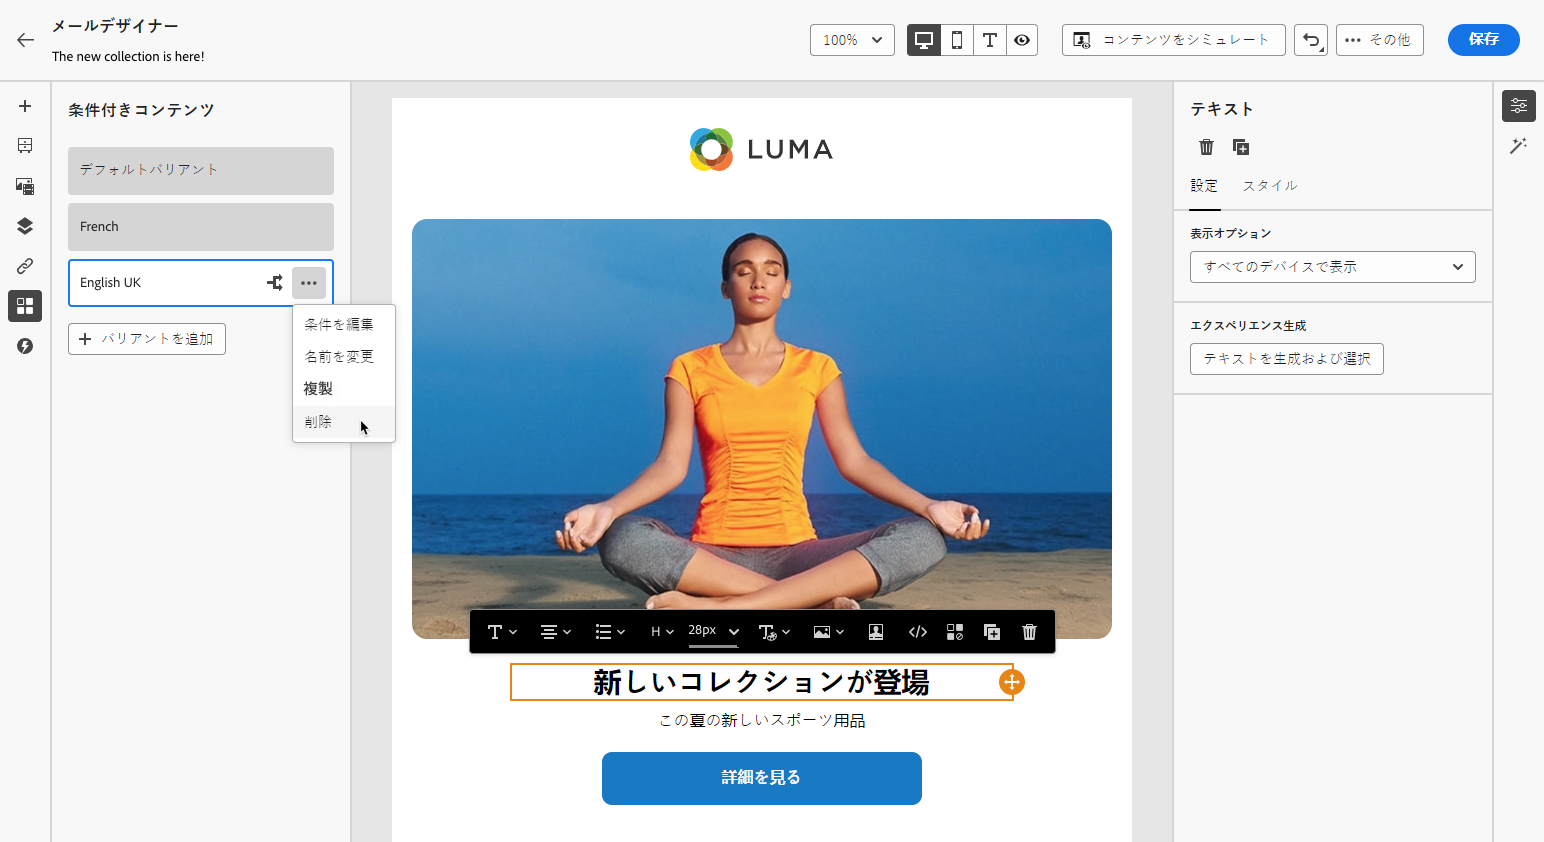 メールデザイナー
The new collection is here!
100%
コンテンツをシミュレート
その他
保存
条件付きコンテンツ
デフォルトバリアント
French
English UK
バリアントを追加
条件を編集
名前を変更
複製
削除
LUMA
H
28px
新しいコレクションが登場
この夏の新しいスポーツ用品
詳細を見る
テキスト
設定 スタイル
表示オプション
すべてのデバイスで表示
エクスペリエンス生成
テキストを生成および選択